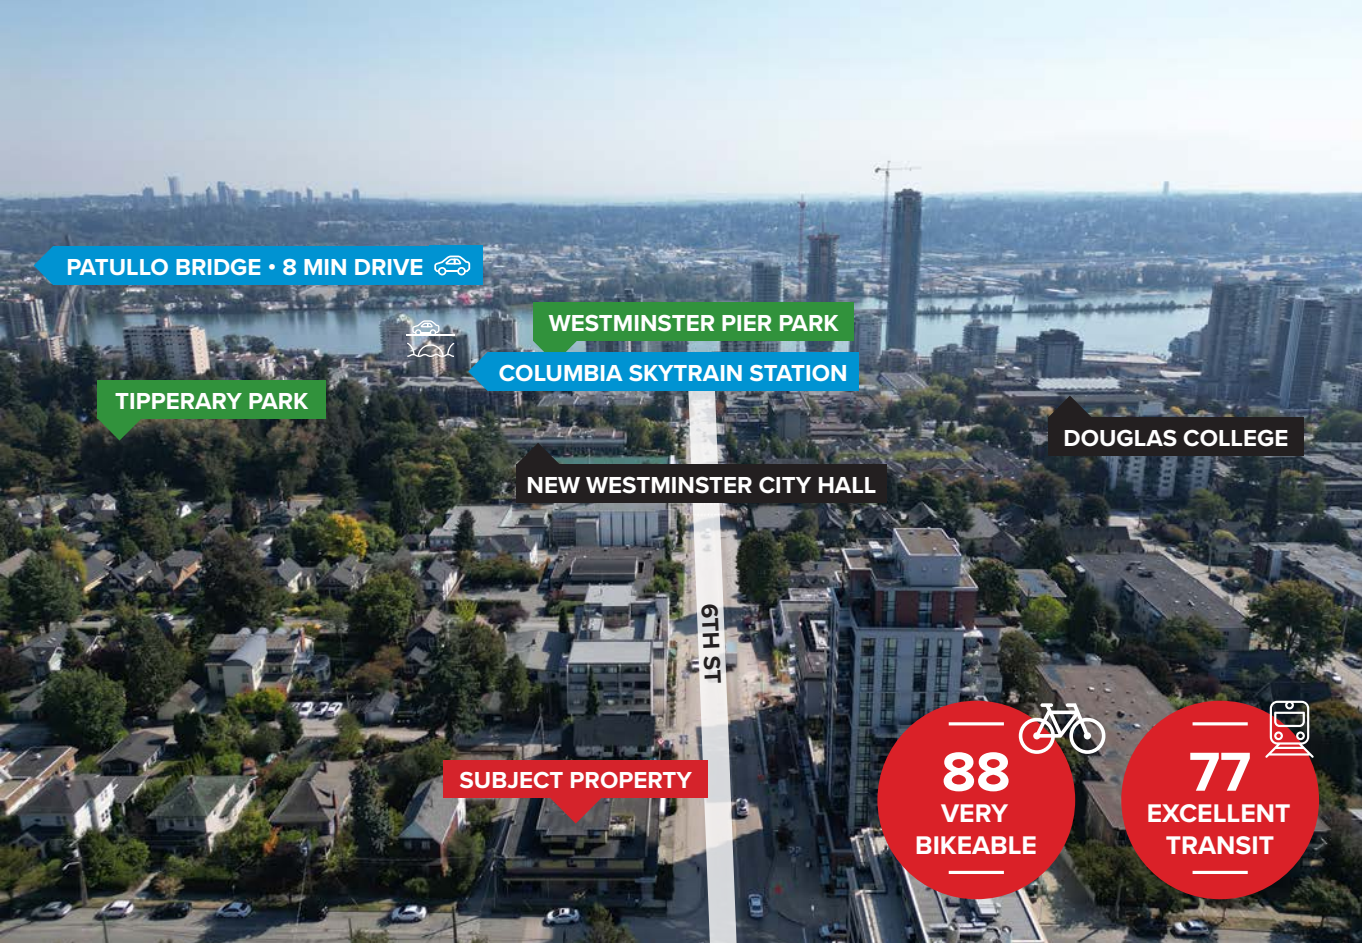 PATULLO BRIDGE • 8 MIN DRIVE
WESTMINSTER PIER PARK
COLUMBIA SKYTRAIN STATION
TIPPERARY PARK
DOUGLAS COLLEGE
NEW WESTMINSTER CITY HALL
6TH ST
SUBJECT PROPERTY
88
VERY
BIKEABLE
77
EXCELLENT
TRANSIT